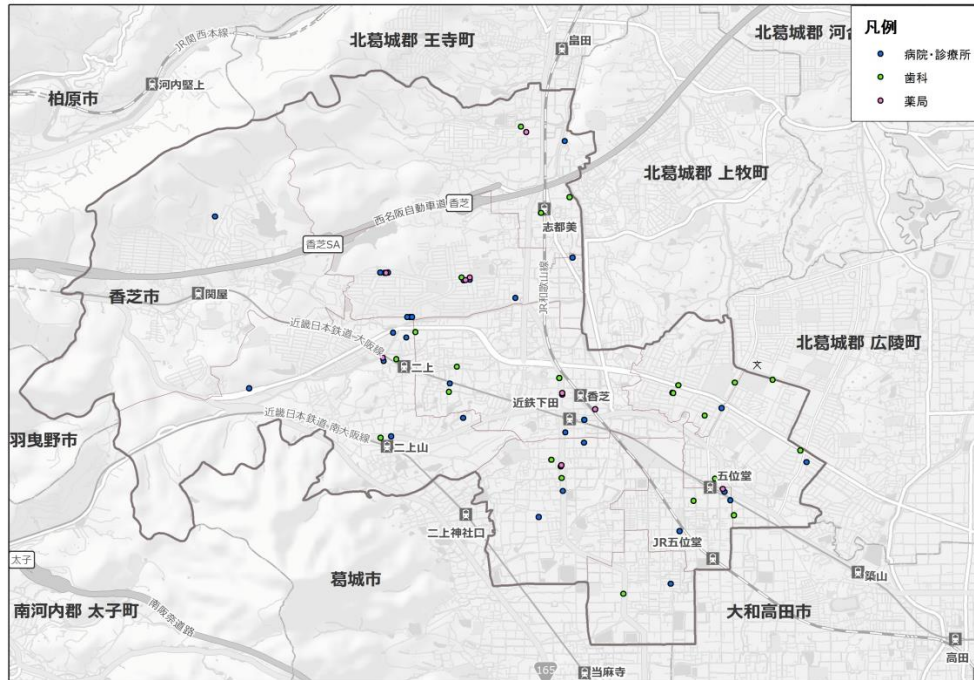 北葛城郡 王寺町
畠田
北葛城郡 河合
凡例
病院・診療所
歯科
薬局
JR関西本線
河内堅上
柏原市
北葛城郡 上牧町
西名阪自動車道
香芝
志都美
香芝SA
JR和歌山線
関屋
香芝市
近畿日本鉄道-大阪線
北葛城郡 広陵町
文
二上
香芝
近鉄下田
近畿日本鉄道-南大阪線
羽曳野市
二上山
五位堂
二上神社口
JR五位堂
太子
葛城市
築山
南河内郡 太子町
南阪奈道路
大和高田市
高田
165
当麻寺